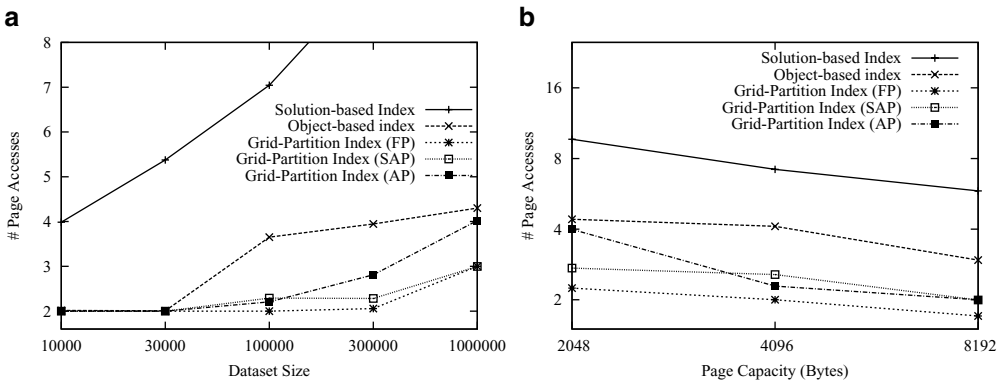 a
8
7
6
5
4
3
2
# Page Accesses
Solution-based Index
Object-based index
Grid-Partition Index (FP)
Grid-Partition Index (SAP)
Grid-Partition Index (AP)
10000 30000 100000 300000 1000000
Dataset Size
b
16
8
4
2
# Page Accesses
Solution-based Index
Object-based index
Grid-Partition Index (FP)
Grid-Partition Index (SAP)
Grid-Partition Index (AP)
2048 4096 8192
Page Capacity (Bytes)